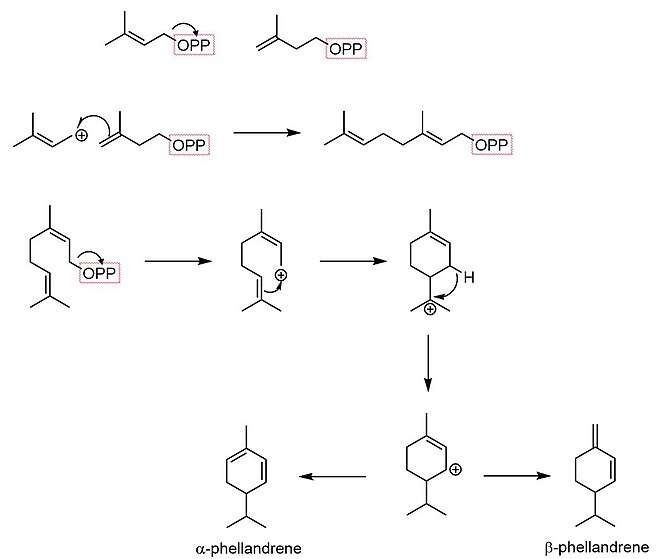 OPP OPP
⊕ OPP OPP
OPP ⊕ H
⊕
⊕
α-phellandrene β-phellandrene